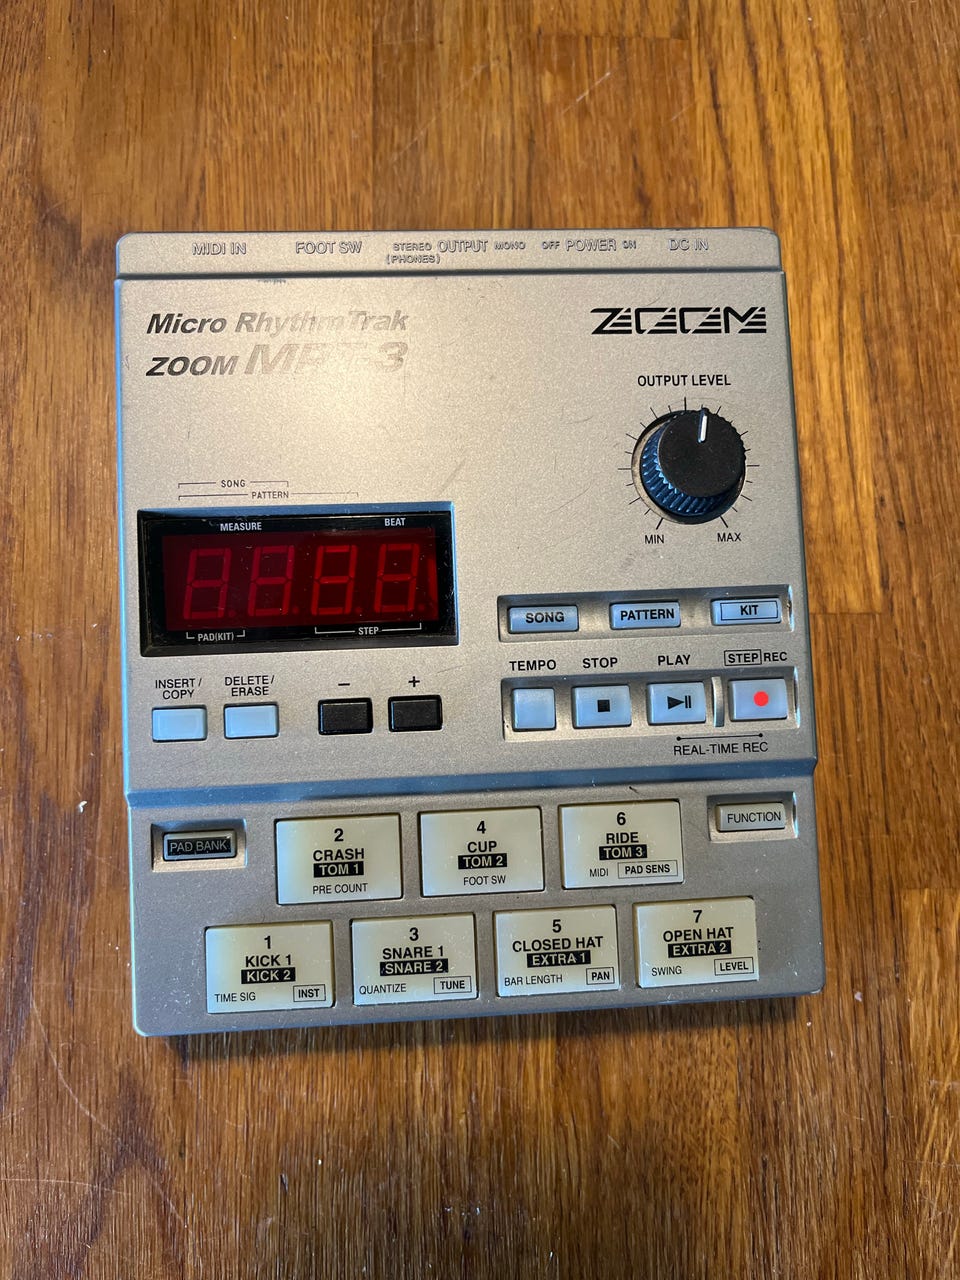 MIDI IN FOOT SW STEREO OUTPUT MONO OFF POWER ON DC IN
(PHONES)
Micro RhythmTrak
ZOOM MRT-3
ZOOM
OUTPUT LEVEL
MIN MAX
SONG
PATTERN
MEASURE BEAT
8.8.8.8.
PAD(KIT) STEP
SONG PATTERN KIT
INSERT/
COPY
DELETE/
ERASE
− +
TEMPO STOP PLAY STEP REC
REAL-TIME REC
PAD BANK
2
CRASH
TOM 1
PRE COUNT
4
CUP
TOM 2
FOOT SW
6
RIDE
TOM 3
MIDI PAD SENS
FUNCTION
1
KICK 1
KICK 2
TIME SIG INST
3
SNARE 1
SNARE 2
QUANTIZE TUNE
5
CLOSED HAT
EXTRA 1
BAR LENGTH PAN
7
OPEN HAT
EXTRA 2
SWING LEVEL